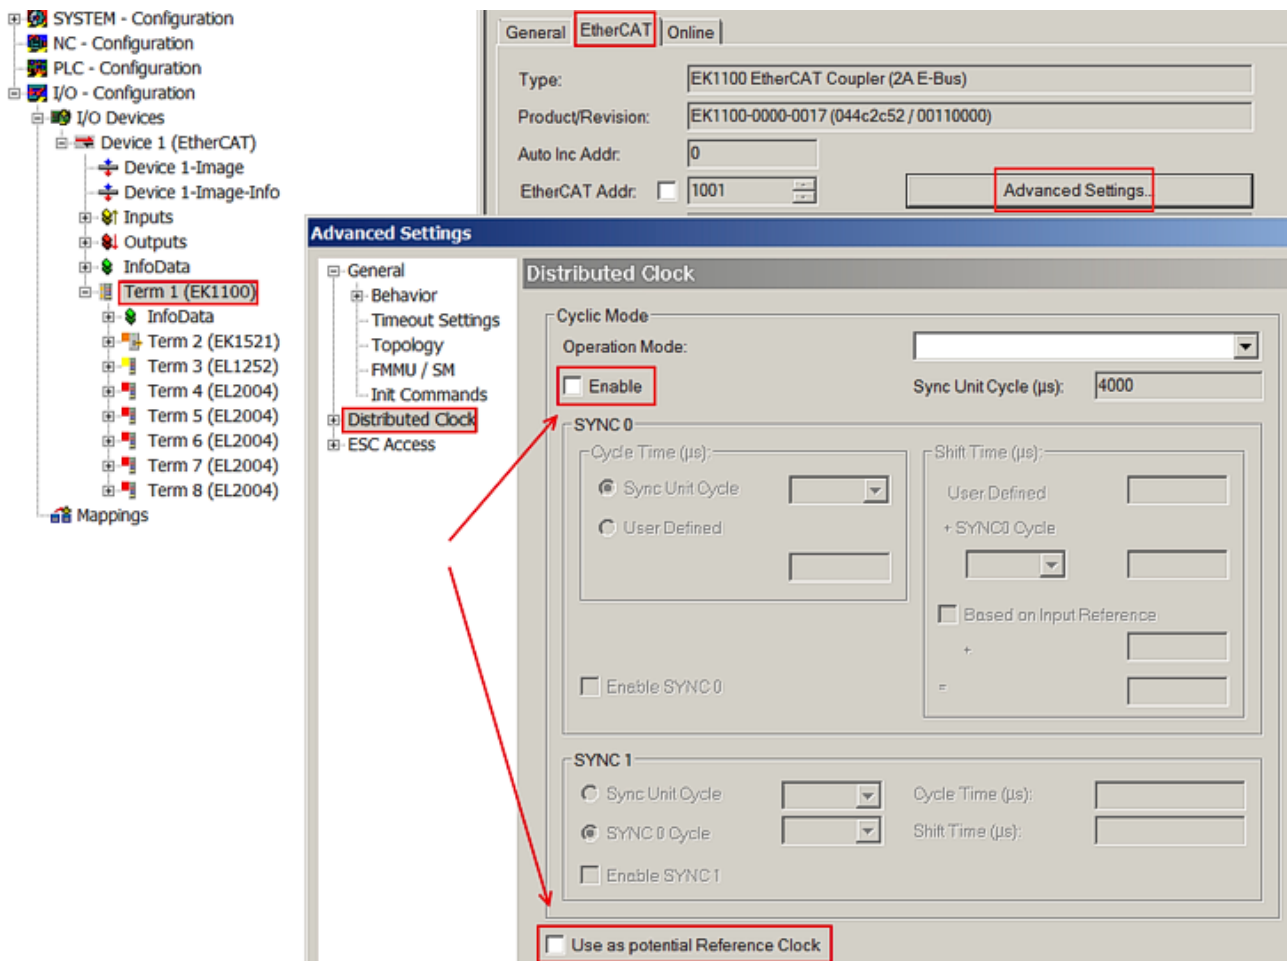 SYSTEM - Configuration
NC - Configuration
PLC - Configuration
I/O - Configuration
I/O Devices
Device 1 (EtherCAT)
Device 1-Image
Device 1-Image-Info
Inputs
Outputs
InfoData
Term 1 (EK1100)
InfoData
Term 2 (EK1521)
Term 3 (EL1252)
Term 4 (EL2004)
Term 5 (EL2004)
Term 6 (EL2004)
Term 7 (EL2004)
Term 8 (EL2004)
Mappings
General EtherCAT Online
Type: EK1100 EtherCAT Coupler (2A E-Bus)
Product/Revision: EK1100-0000-0017 (044c2c52 / 00110000)
Auto Inc Addr: 0
EtherCAT Addr: 1001 Advanced Settings..
Advanced Settings
General
Behavior
Timeout Settings
Topology
FMMU / SM
Init Commands
Distributed Clock
ESC Access
Distributed Clock
Cyclic Mode
Operation Mode:
Enable Sync Unit Cycle (µs): 4000
SYNC 0
Cycle Time (µs):
Sync Unit Cycle
User Defined
Enable SYNC 0
Shift Time (µs):
User Defined
+ SYNC0 Cycle
Based on Input Reference
+
=
SYNC 1
Sync Unit Cycle Cycle Time (µs):
SYNC 0 Cycle Shift Time (µs):
Enable SYNC 1
Use as potential Reference Clock